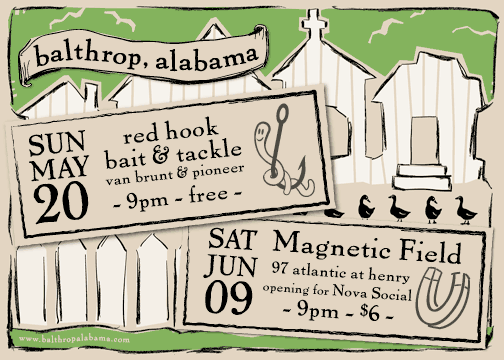 balthrop, alabama
SUN
MAY
20
red hook
bait & tackle
van brunt & pioneer
- 9pm - free -
SAT
JUN
09
Magnetic Field
97 atlantic at henry
opening for Nova Social
- 9pm - $6 -
www.balthropalabama.com